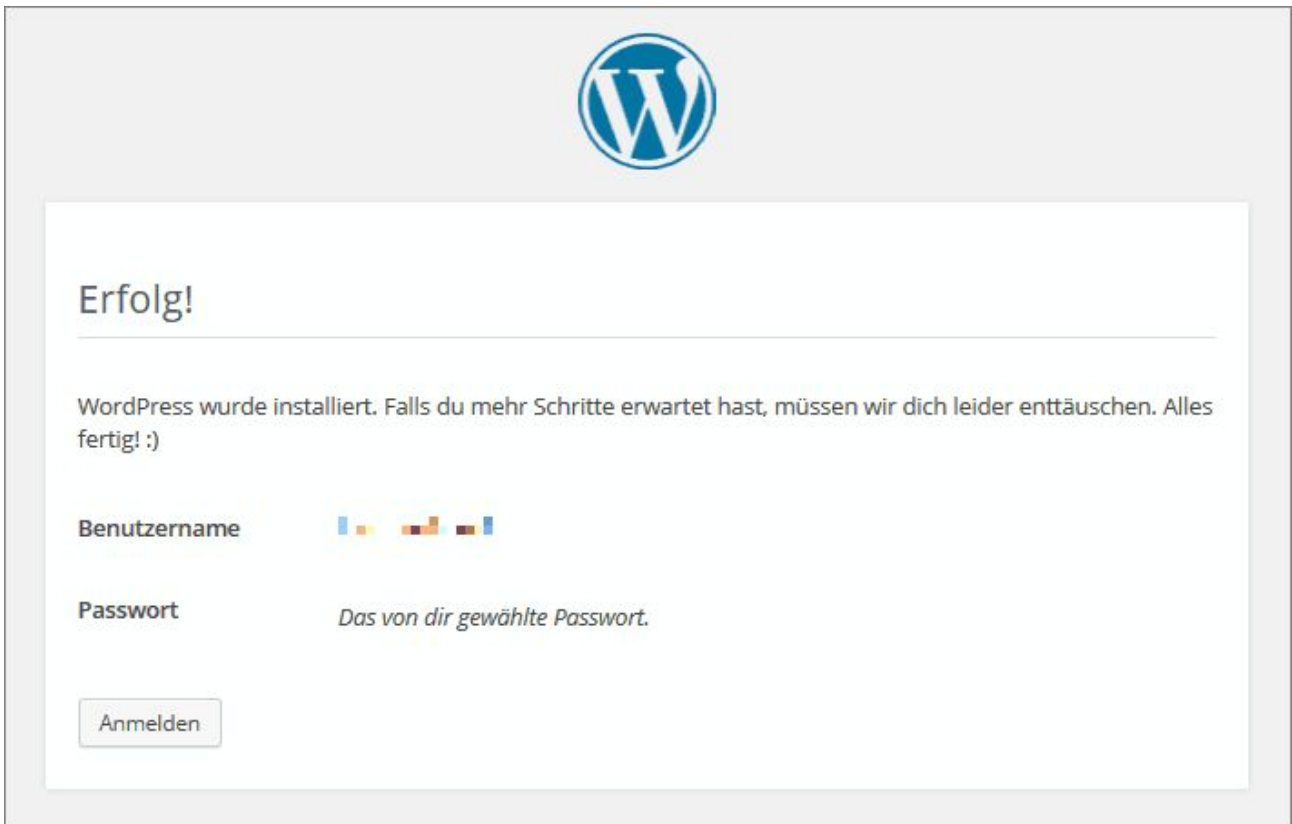 Erfolg!
WordPress wurde installiert. Falls du mehr Schritte erwartet hast, müssen wir dich leider enttäuschen. Alles
fertig! :)
Benutzername
Passwort Das von dir gewählte Passwort.
Anmelden